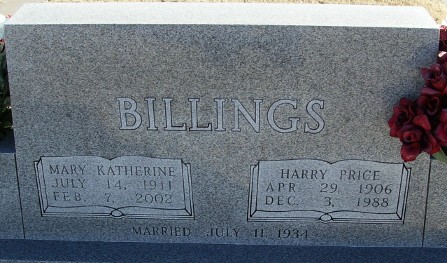 BILLINGS
MARY KATHERINE
JULY 14, 1911
FEB 7, 2002
HARRY PRICE
APR 29, 1906
DEC 3, 1988
MARRIED JULY 11, 1934